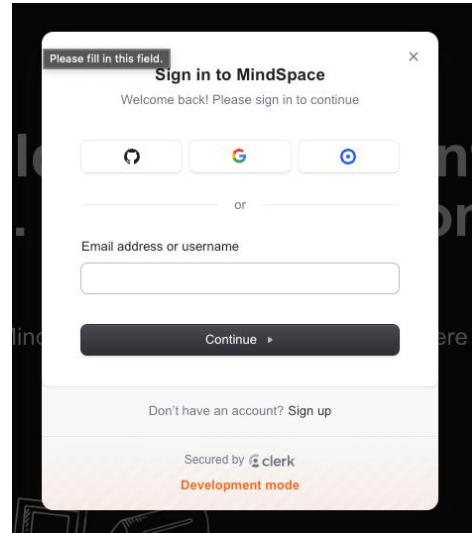 Please fill in this field.
Sign in to MindSpace
Welcome back! Please sign in to continue
or
Email address or username
Continue
Don't have an account? Sign up
Secured by clerk
Development mode